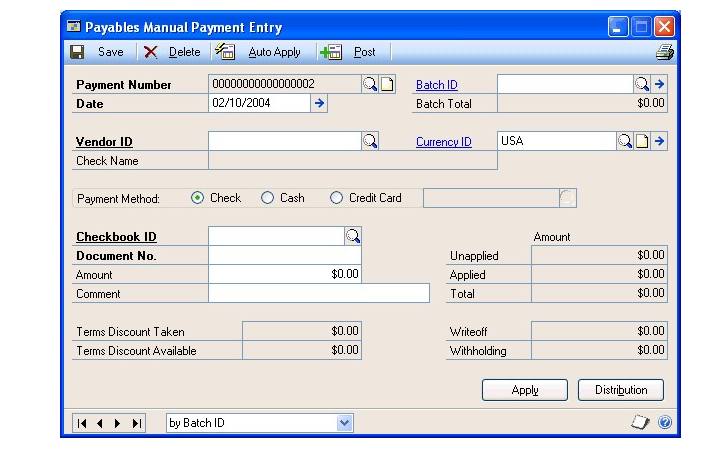 Payables Manual Payment Entry
Save Delete Auto Apply Post
Payment Number 00000000000000002 Batch ID
Date 02/10/2004 Batch Total $0.00
Vendor ID Currency ID USA
Check Name
Payment Method: Check Cash Credit Card
Checkbook ID Amount
Document No. Unapplied $0.00
Amount $0.00 Applied $0.00
Comment Total $0.00
Terms Discount Taken $0.00 Writeoff $0.00
Terms Discount Available $0.00 Withholding $0.00
Apply Distribution
by Batch ID